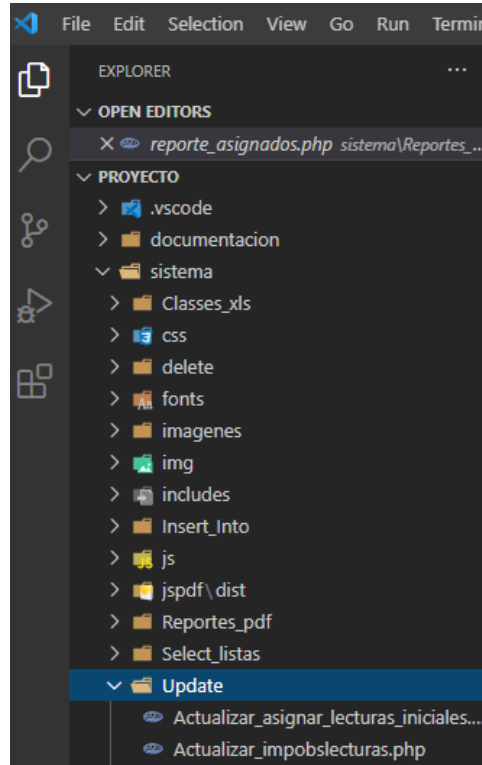 File Edit Selection View Go Run Termin
EXPLORER ...
OPEN EDITORS
reporte_asignados.php sistema\Reportes_...
PROYECTO
.vscode
documentacion
sistema
Classes_xls
css
delete
fonts
imagenes
img
includes
Insert_Into
js
jspdf\dist
Reportes_pdf
Select_listas
Update
Actualizar_asignar_lecturas_iniciales....
Actualizar_impobslecturas.php